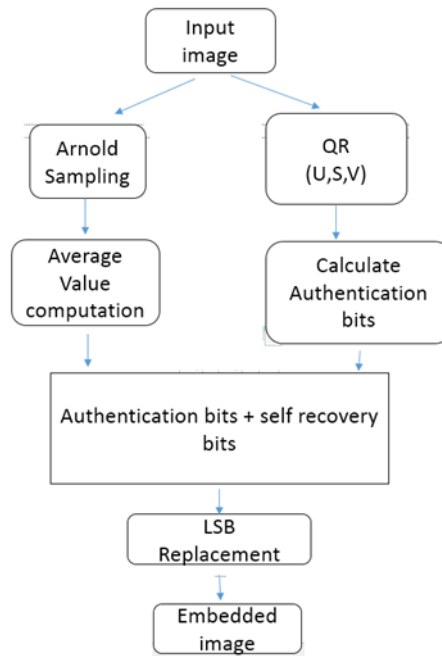 Input
image
Arnold
Sampling
QR
(U,S,V)
Average
Value
computation
Calculate
Authentication
bits
Authentication bits + self recovery
bits
LSB
Replacement
Embedded
image